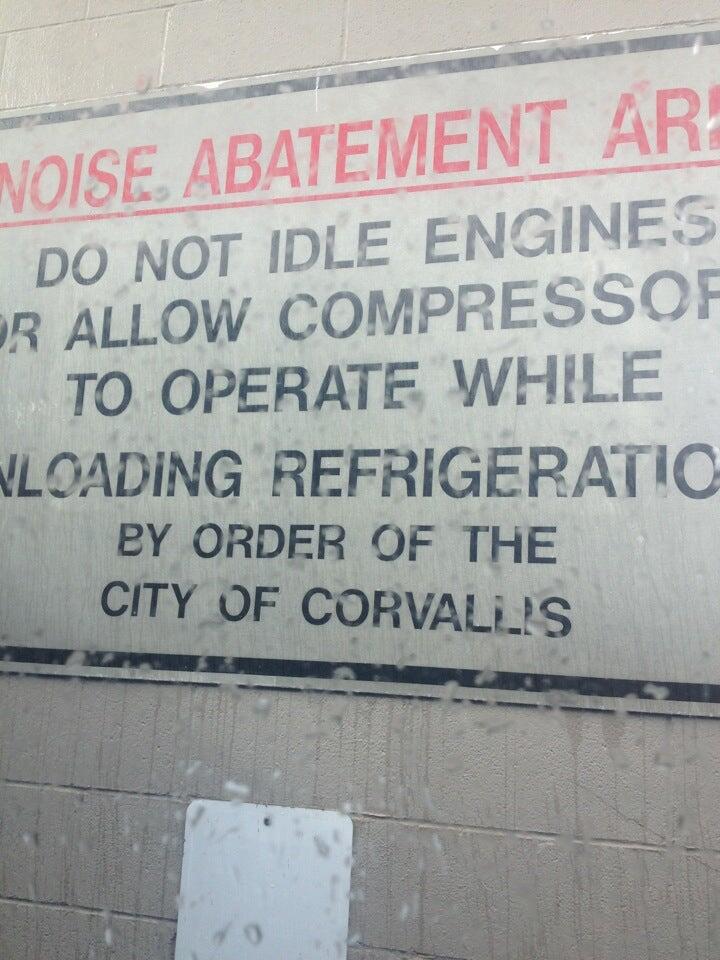 NOISE ABATEMENT AR
DO NOT IDLE ENGINES
OR ALLOW COMPRESSOR
TO OPERATE WHILE
NLOADING REFRIGERATIO
BY ORDER OF THE
CITY OF CORVALLIS